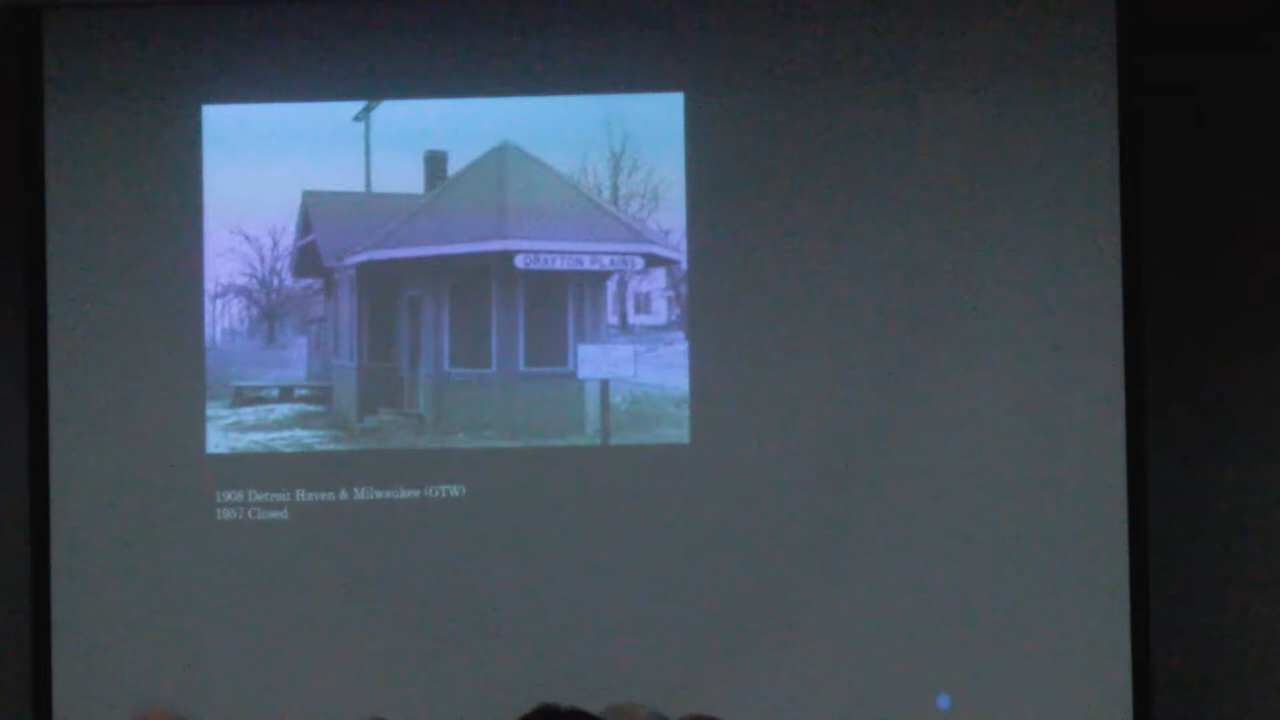 DRAYTON PLAINS
1908 Detroit Haven & Milwaukee (GTW)
1957 Closed